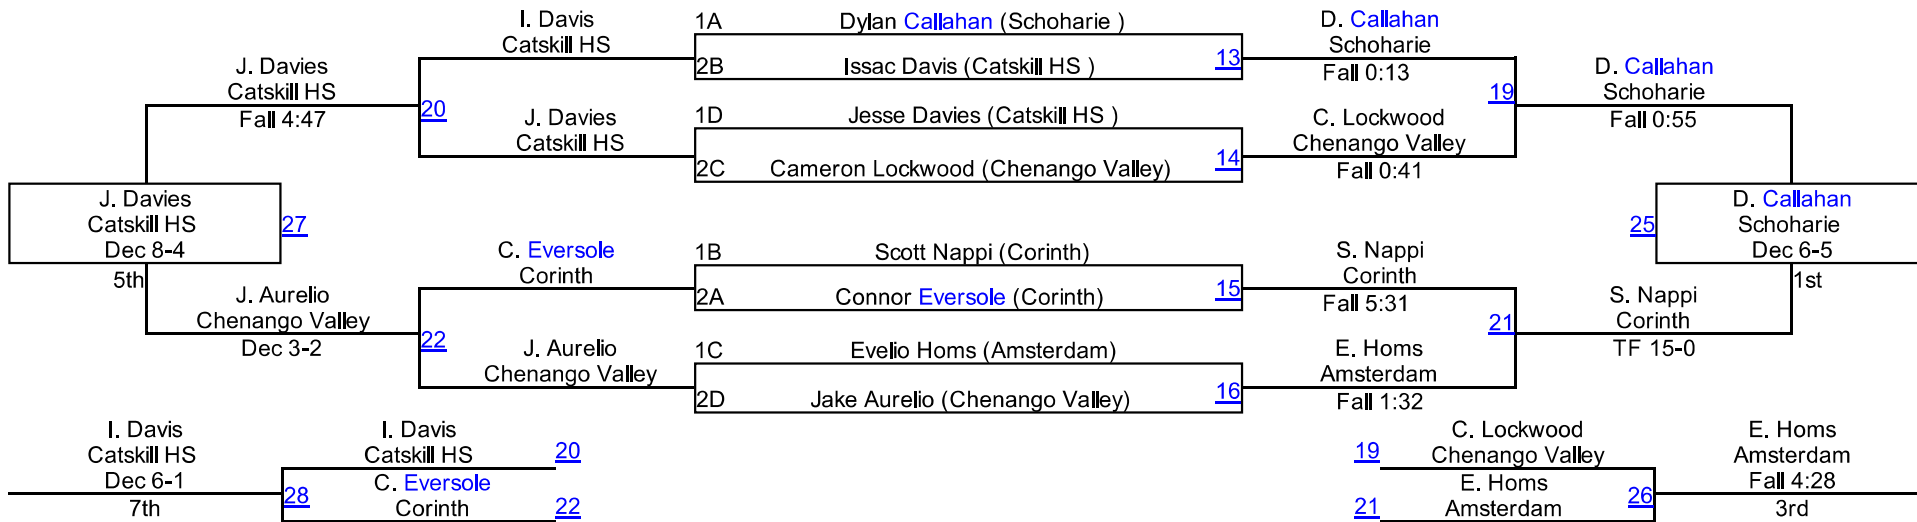 I. Davis
Catskill HS
J. Davies
Catskill HS
Fall 4:47
20
J. Davies
Catskill HS
J. Davies
Catskill HS
Dec 8-4
27
5th
C. Eversole
Corinth
J. Aurelio
Chenango Valley
Dec 3-2
22
J. Aurelio
Chenango Valley
I. Davis
Catskill HS
Dec 6-1
7th
28
I. Davis
Catskill HS
20
C. Eversole
Corinth
22
1A Dylan Callahan (Schoharie )
2B Issac Davis (Catskill HS )
13
1D Jesse Davies (Catskill HS )
2C Cameron Lockwood (Chenango Valley)
14
1B Scott Nappi (Corinth)
2A Connor Eversole (Corinth)
15
1C Evelio Homs (Amsterdam)
2D Jake Aurelio (Chenango Valley)
16
D. Callahan
Schoharie
Fall 0:13
19
C. Lockwood
Chenango Valley
Fall 0:41
D. Callahan
Schoharie
Fall 0:55
25
D. Callahan
Schoharie
Dec 6-5
1st
S. Nappi
Corinth
Fall 5:31
21
E. Homs
Amsterdam
Fall 1:32
S. Nappi
Corinth
TF 15-0
19
C. Lockwood
Chenango Valley
21
E. Homs
Amsterdam
26
E. Homs
Amsterdam
Fall 4:28
3rd